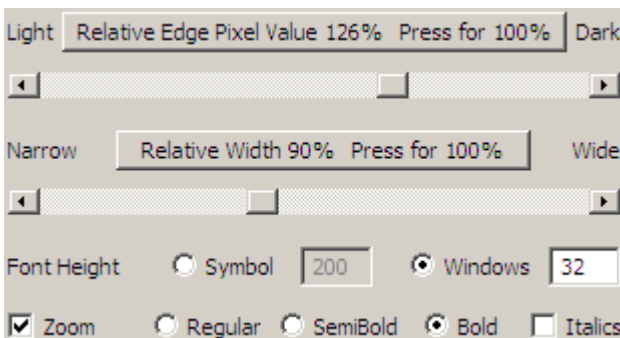 Light Relative Edge Pixel Value 126% Press for 100% Dark
Narrow Relative Width 90% Press for 100% Wide
Font Height Symbol 200 Windows 32
Zoom Regular SemiBold Bold Italics